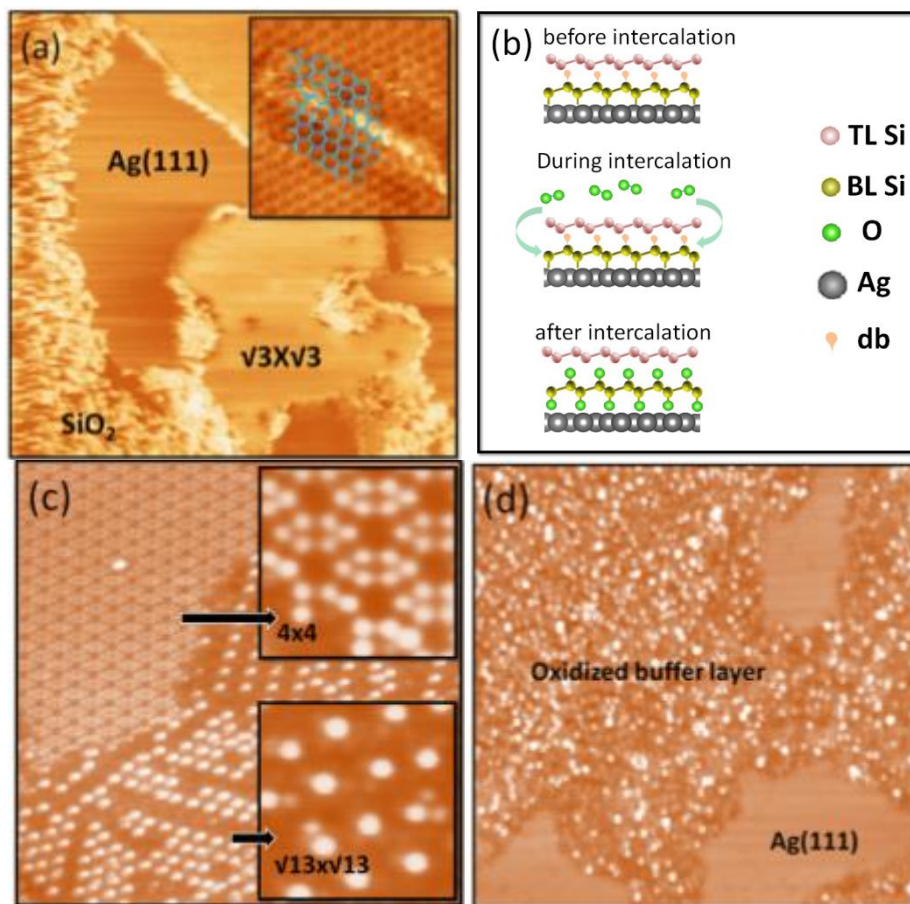 (a)
Ag(111)
√3X√3
SiO₂
(b)
before intercalation
During intercalation
after intercalation
TL Si
BL Si
O
Ag
db
(c)
4x4
√13x√13
(d)
Oxidized buffer layer
Ag(111)